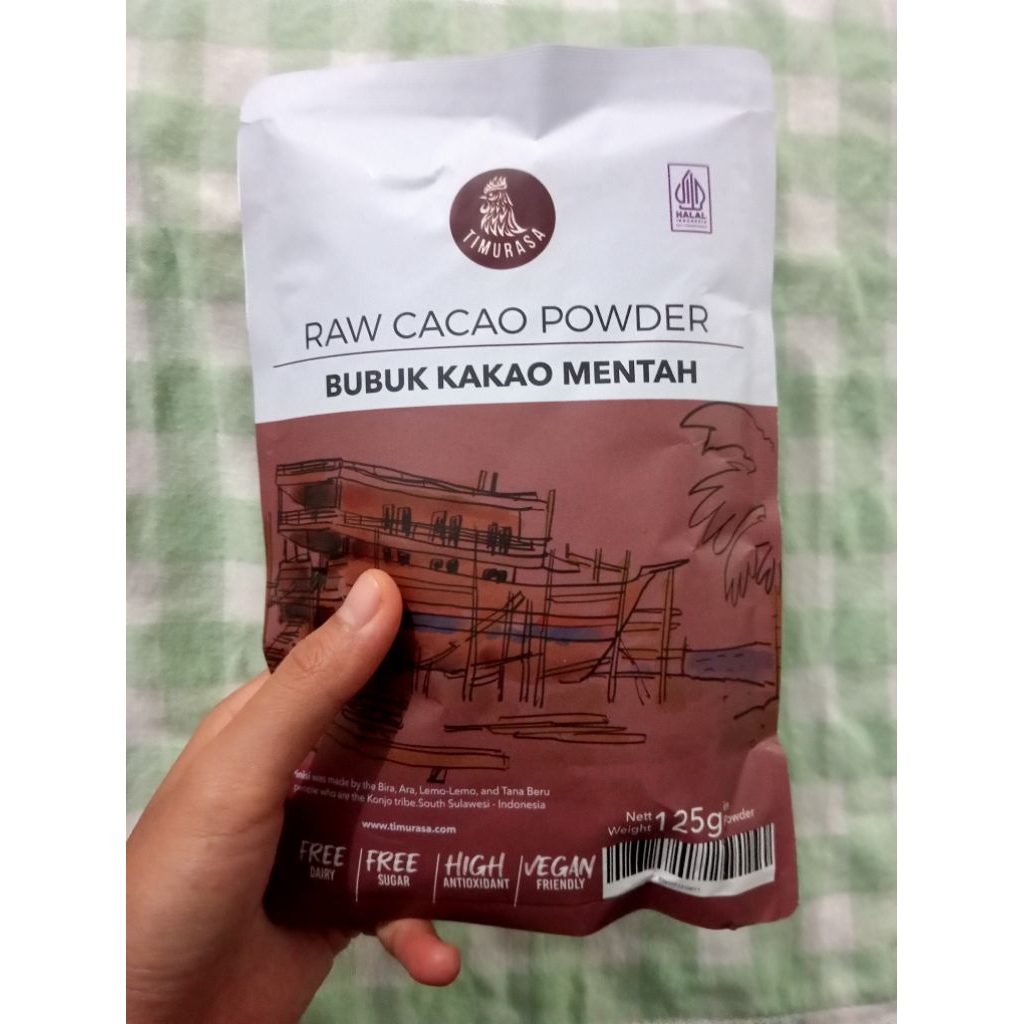 TIMURASA
HALAL
INDONESIA
RAW CACAO POWDER
BUBUK KAKAO MENTAH
was made by the Bira, Ara, Lemo-Lemo, and Tana Beru
people who are the Konjo tribe.South Sulawesi - Indonesia
www.timurasa.com
Nett
Weight 125g
Powder
FREE
DAIRY
FREE
SUGAR
HIGH
ANTIOXIDANT
VEGAN
FRIENDLY